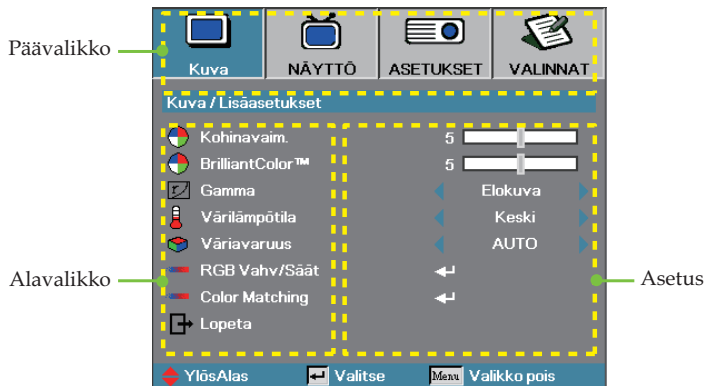 Päävalikko
Kuva NÄYTTÖ ASETUKSET VALINNAT
Kuva / Lisäasetukset
Kohinavaim. 5
BrilliantColor™ 5
Gamma Elokuva
Värilämpötila Keski
Väriavaruus AUTO
RGB Vahv/Säät
Alavalikko
Asetus
Color Matching
Lopeta
YlösAlas Valitse Menu Valikko pois